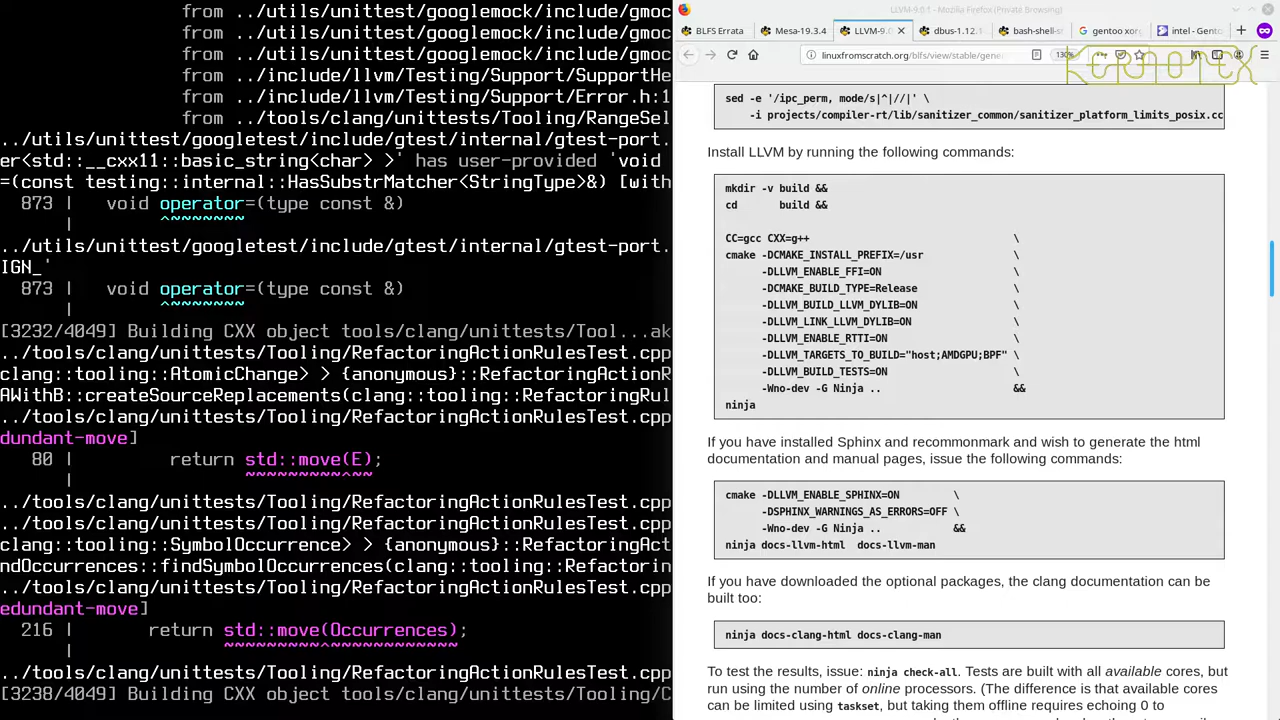 from ../utils/unittest/googlemock/include/gmoc
from ../utils/unittest/googlemock/include/gmoc
from ../utils/unittest/googlemock/include/gmoc
from ../include/llvm/Testing/Support/SupportHe
from ../include/llvm/Testing/Support/Error.h:1
from ../tools/clang/unittests/Tooling/RangeSel
../utils/unittest/googletest/include/gtest/internal/gtest-port.
er<std::__cxx11::basic_string<char> >' has user-provided 'void
=(const testing::internal::HasSubstrMatcher<StringType>&) [with
873 |   void operator=(type const &)
|        ^~~~~~~~
../utils/unittest/googletest/include/gtest/internal/gtest-port.
IGN_'
873 |   void operator=(type const &)
|        ^~~~~~~~
[3232/4049] Building CXX object tools/clang/unittests/Tool...ak
../tools/clang/unittests/Tooling/RefactoringActionRulesTest.cpp
clang::tooling::AtomicChange> > {anonymous}::RefactoringActionR
AWithB::createSourceReplacements(clang::tooling::RefactoringRul
../tools/clang/unittests/Tooling/RefactoringActionRulesTest.cpp
dundant-move]
80 |         return std::move(E);
|                ~~~~~~~~~^~~
../tools/clang/unittests/Tooling/RefactoringActionRulesTest.cpp
../tools/clang/unittests/Tooling/RefactoringActionRulesTest.cpp
clang::tooling::SymbolOccurrence> > {anonymous}::RefactoringAct
ndOccurrences::findSymbolOccurrences(clang::tooling::Refactorin
../tools/clang/unittests/Tooling/RefactoringActionRulesTest.cpp
edundant-move]
216 |       return std::move(Occurrences);
|              ~~~~~~~~~^~~~~~~~~~~~~
../tools/clang/unittests/Tooling/RefactoringActionRulesTest.cpp
[3238/4049] Building CXX object tools/clang/unittests/Tooling/C
LLVM-9.0.1 - Mozilla Firefox (Private Browsing)
BLFS Errata
Mesa-19.3.4
LLVM-9.0.
dbus-1.12.1
bash-shell-s
gentoo xorg
intel - Gento
linuxfromscratch.org/blfs/view/stable/gene
130%
KERNOTEX
sed -e '/ipc_perm, mode/s|^|//|' \
-i projects/compiler-rt/lib/sanitizer_common/sanitizer_platform_limits_posix.cc
Install LLVM by running the following commands:
mkdir -v build &&
cd       build &&
CC=gcc CXX=g++                                  \
cmake -DCMAKE_INSTALL_PREFIX=/usr               \
-DLLVM_ENABLE_FFI=ON                      \
-DCMAKE_BUILD_TYPE=Release                \
-DLLVM_BUILD_LLVM_DYLIB=ON                \
-DLLVM_LINK_LLVM_DYLIB=ON                 \
-DLLVM_ENABLE_RTTI=ON                     \
-DLLVM_TARGETS_TO_BUILD="host;AMDGPU;BPF" \
-DLLVM_BUILD_TESTS=ON                     \
-Wno-dev -G Ninja ..                      &&
ninja
If you have installed Sphinx and recommonmark and wish to generate the html
documentation and manual pages, issue the following commands:
cmake -DLLVM_ENABLE_SPHINX=ON         \
-DSPHINX_WARNINGS_AS_ERRORS=OFF \
-Wno-dev -G Ninja ..            &&
ninja docs-llvm-html  docs-llvm-man
If you have downloaded the optional packages, the clang documentation can be
built too:
ninja docs-clang-html docs-clang-man
To test the results, issue: ninja check-all. Tests are built with all available cores, but
run using the number of online processors. (The difference is that available cores
can be limited using taskset, but taking them offline requires echoing 0 to